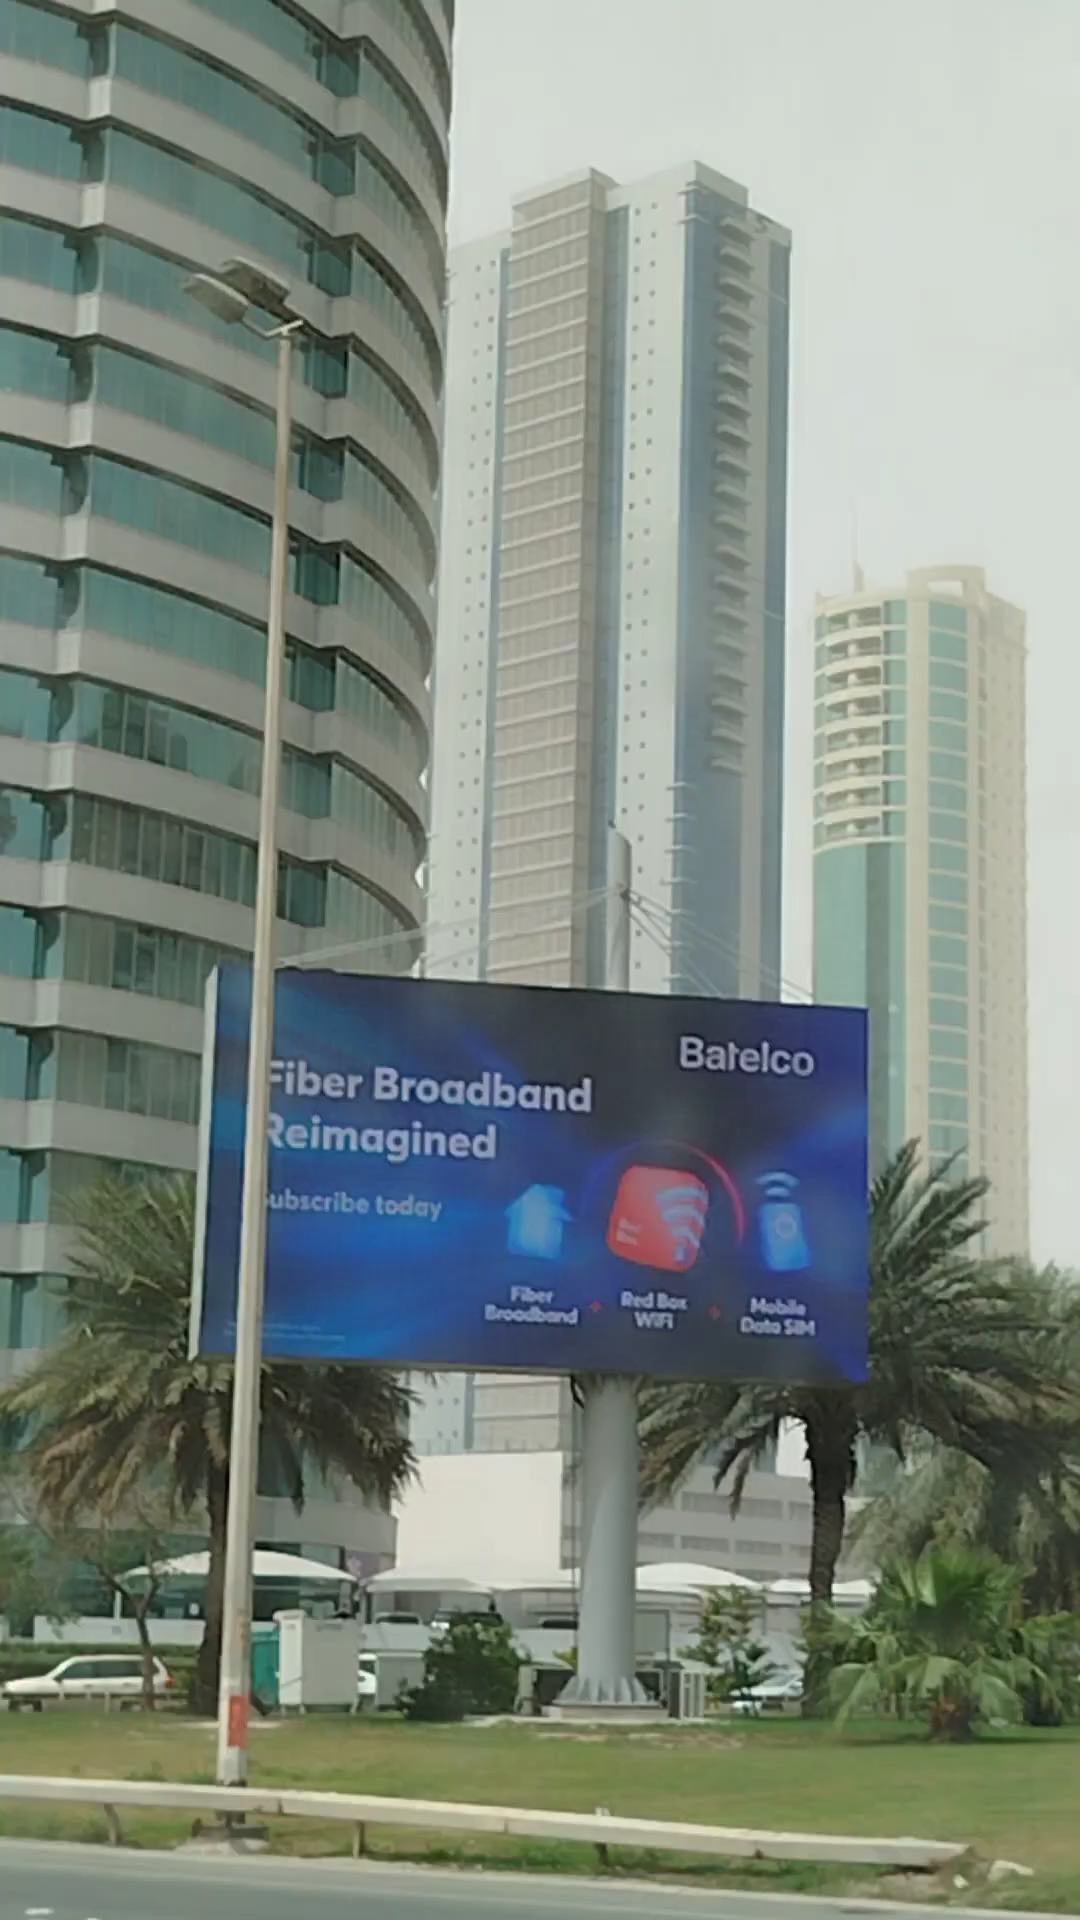 Batelco
Fiber Broadband
Reimagined
Subscribe today
Fiber
Broadband
+
Red Box
WiFi
+
Mobile
Data SIM